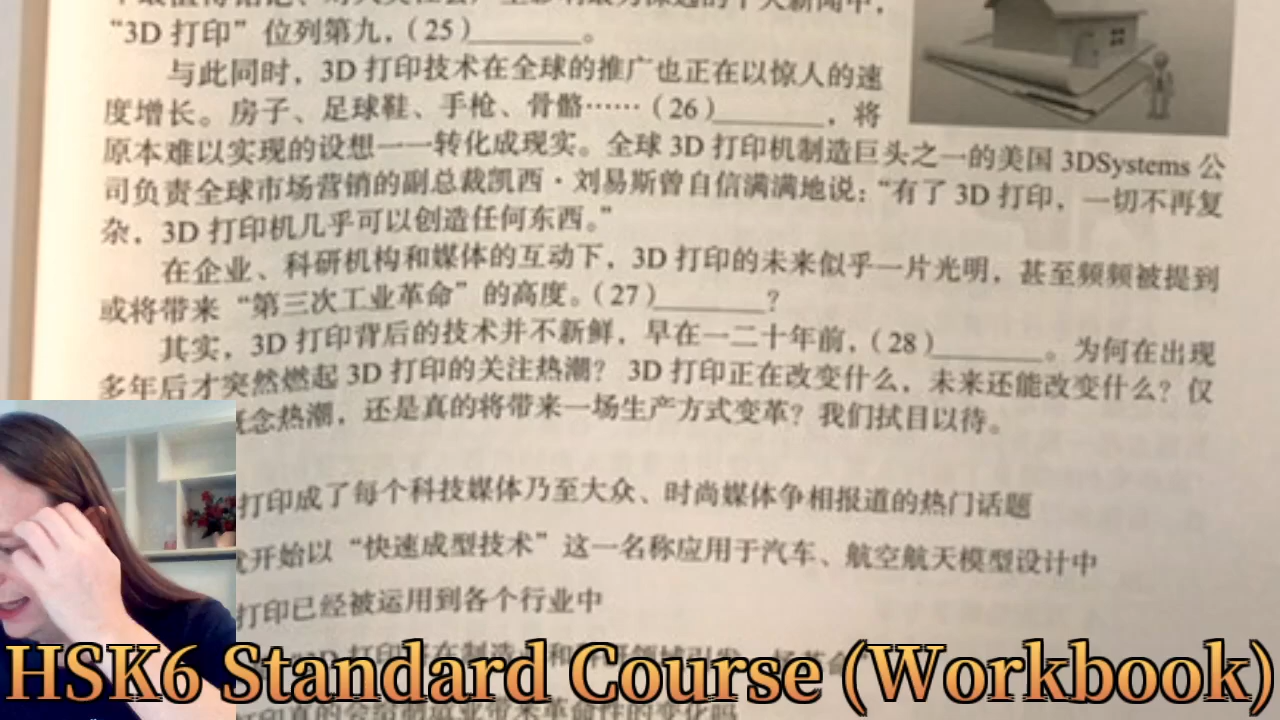 “3D 打印”位列第九，（25）________。
与此同时，3D 打印技术在全球的推广也正在以惊人的速
度增长。房子、足球鞋、手枪、骨骼……（26）________，将
原本难以实现的设想一一转化成现实。全球 3D 打印机制造巨头之一的美国 3DSystems 公
司负责全球市场营销的副总裁凯西·刘易斯曾自信满满地说：“有了 3D 打印，一切不再复
杂，3D 打印机几乎可以创造任何东西。”
在企业、科研机构和媒体的互动下，3D 打印的未来似乎一片光明，甚至频频被提到
或将带来“第三次工业革命”的高度。（27）________？
其实，3D 打印背后的技术并不新鲜，早在一二十年前，（28）________。为何在出现
多年后才突然燃起 3D 打印的关注热潮？3D 打印正在改变什么，未来还能改变什么？仅
念热潮，还是真的将带来一场生产方式变革？我们拭目以待。
打印成了每个科技媒体乃至大众、时尚媒体争相报道的热门话题
开始以“快速成型技术”这一名称应用于汽车、航空航天模型设计中
打印已经被运用到各个行业中
HSK6 Standard Course (Workbook)